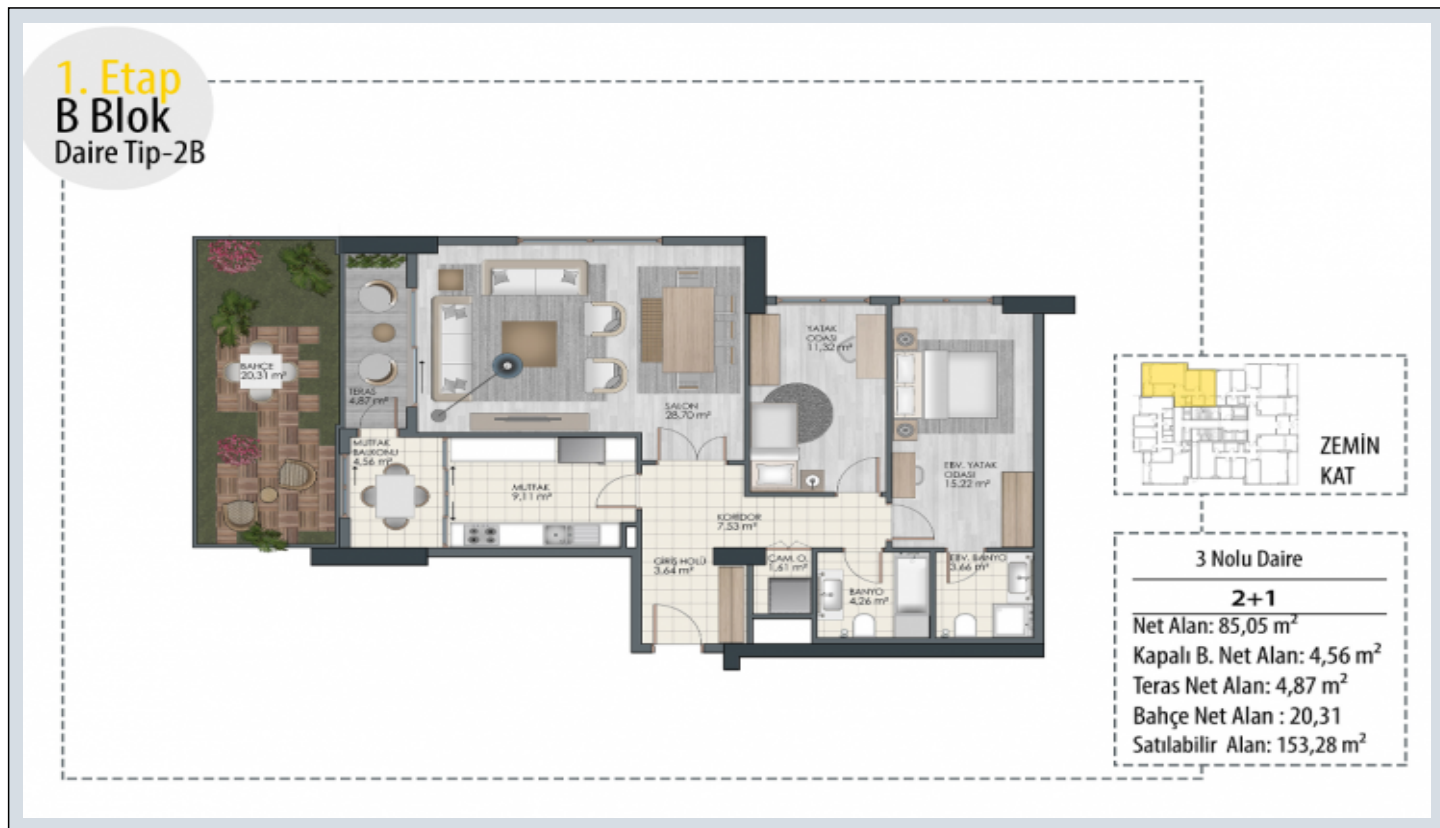 1. Etap
B Blok
Daire Tip-2B
BAHÇE
20,31 m²
TERAS
4,87 m²
MUTFAK
BALKONU
4,56 m²
MUTFAK
9,11 m²
SALON
28,70 m²
YATAK
ODASI
11,32 m²
EBV. YATAK
ODASI
15,22 m²
KORİDOR
7,53 m²
GİRİŞ HOLÜ
3,64 m²
ÇAM. O.
1,61 m²
BANYO
4,26 m²
EBV. BANYO
3,66 m²
ZEMİN
KAT
3 Nolu Daire
2+1
Net Alan: 85,05 m²
Kapalı B. Net Alan: 4,56 m²
Teras Net Alan: 4,87 m²
Bahçe Net Alan : 20,31
Satılabilir Alan: 153,28 m²